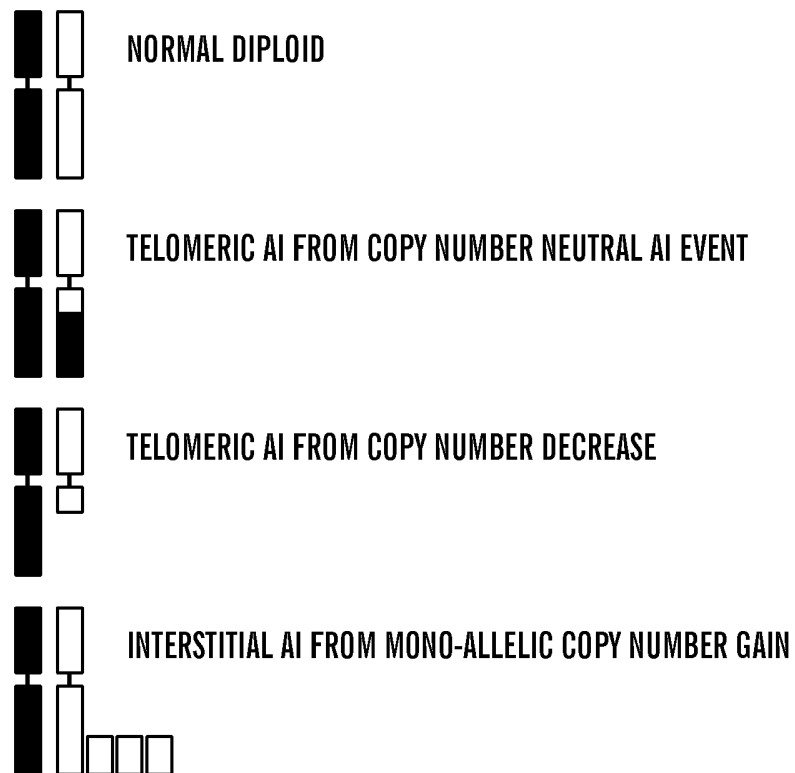 NORMAL DIPLOID
TELOMERIC AI FROM COPY NUMBER NEUTRAL AI EVENT
TELOMERIC AI FROM COPY NUMBER DECREASE
INTERSTITIAL AI FROM MONO-ALLELIC COPY NUMBER GAIN